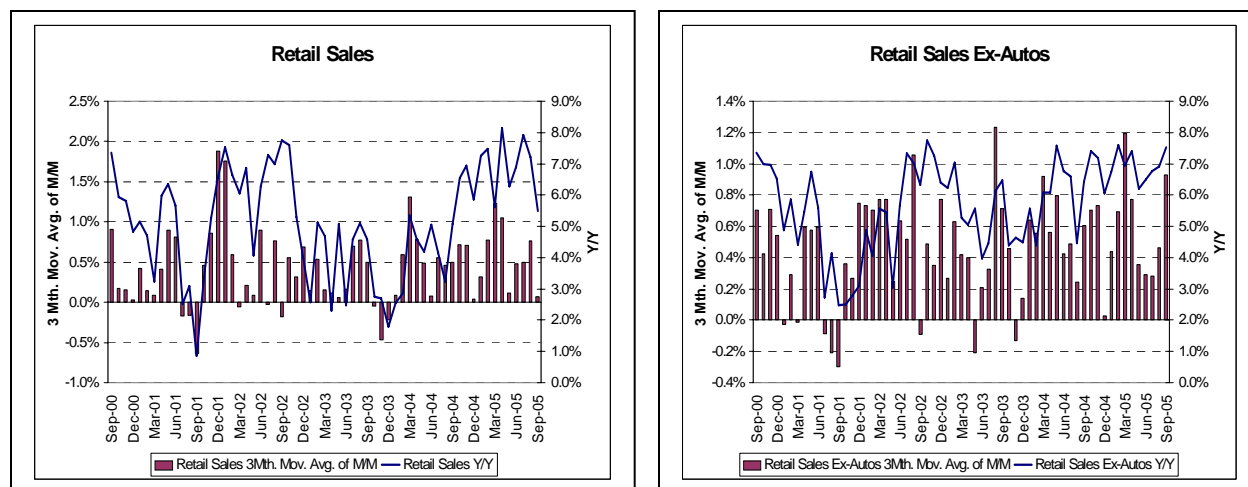 Retail Sales
3 Mth. Mov. Avg. of M/M
2.5%
2.0%
1.5%
1.0%
0.5%
0.0%
-0.5%
-1.0%
9.0%
8.0%
7.0%
6.0%
5.0%
4.0%
3.0%
2.0%
1.0%
0.0%
Y/Y
Sep-00
Dec-00
Mar-01
Jun-01
Sep-01
Dec-01
Mar-02
Jun-02
Sep-02
Dec-02
Mar-03
Jun-03
Sep-03
Dec-03
Mar-04
Jun-04
Sep-04
Dec-04
Mar-05
Jun-05
Sep-05
Retail Sales 3Mth. Mov. Avg. of M/M
Retail Sales Y/Y
Retail Sales Ex-Autos
3 Mth. Mov. Avg. of M/M
1.4%
1.2%
1.0%
0.8%
0.6%
0.4%
0.2%
0.0%
-0.2%
-0.4%
9.0%
8.0%
7.0%
6.0%
5.0%
4.0%
3.0%
2.0%
1.0%
0.0%
Y/Y
Sep-00
Dec-00
Mar-01
Jun-01
Sep-01
Dec-01
Mar-02
Jun-02
Sep-02
Dec-02
Mar-03
Jun-03
Sep-03
Dec-03
Mar-04
Jun-04
Sep-04
Dec-04
Mar-05
Jun-05
Sep-05
Retail Sales Ex-Autos 3Mth. Mov. Avg. of M/M
Retail Sales Ex-Autos Y/Y